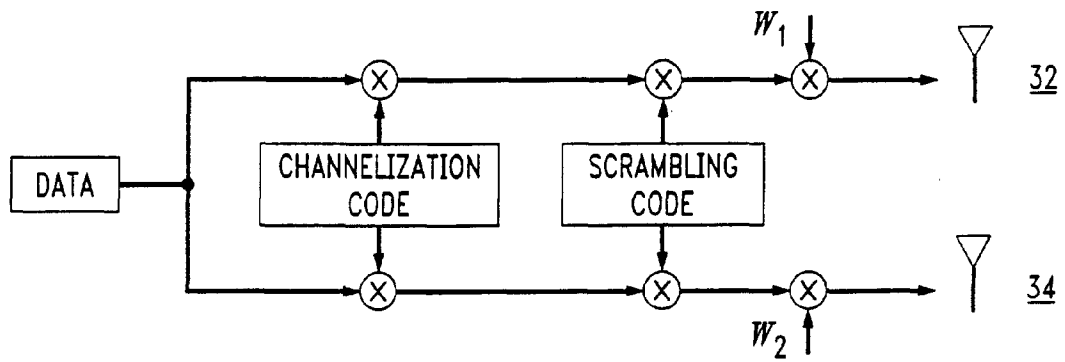 W1
32
DATA
CHANNELIZATION
CODE
SCRAMBLING
CODE
34
W2